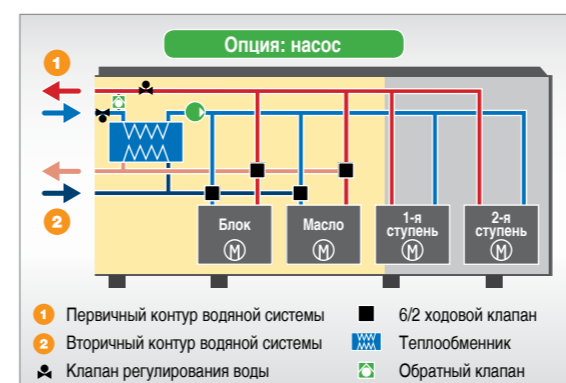 Опция: насос
1
2
Блок
M
Масло
M
1-я
ступень
M
2-я
ступень
M
1 Первичный контур водяной системы
6/2 ходовой клапан
2 Вторичный контур водяной системы
Теплообменник
Клапан регулирования воды
Обратный клапан